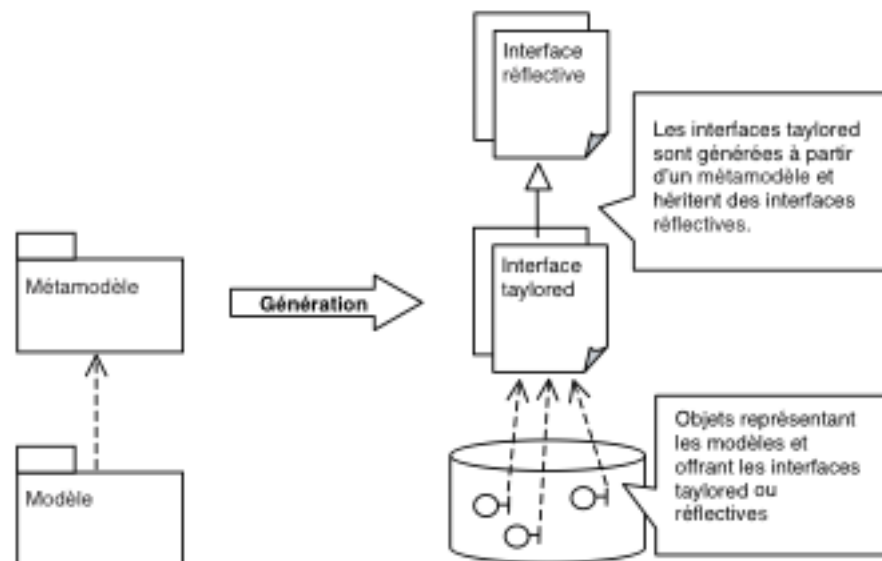 Interface
réflective
Les interfaces taylored
sont générées à partir
d'un métamodèle et
héritent des interfaces
réflectives.
Métamodèle
Génération
Interface
taylored
Modèle
Objets représentant
les modèles et
offrant les interfaces
taylored ou
réflectives